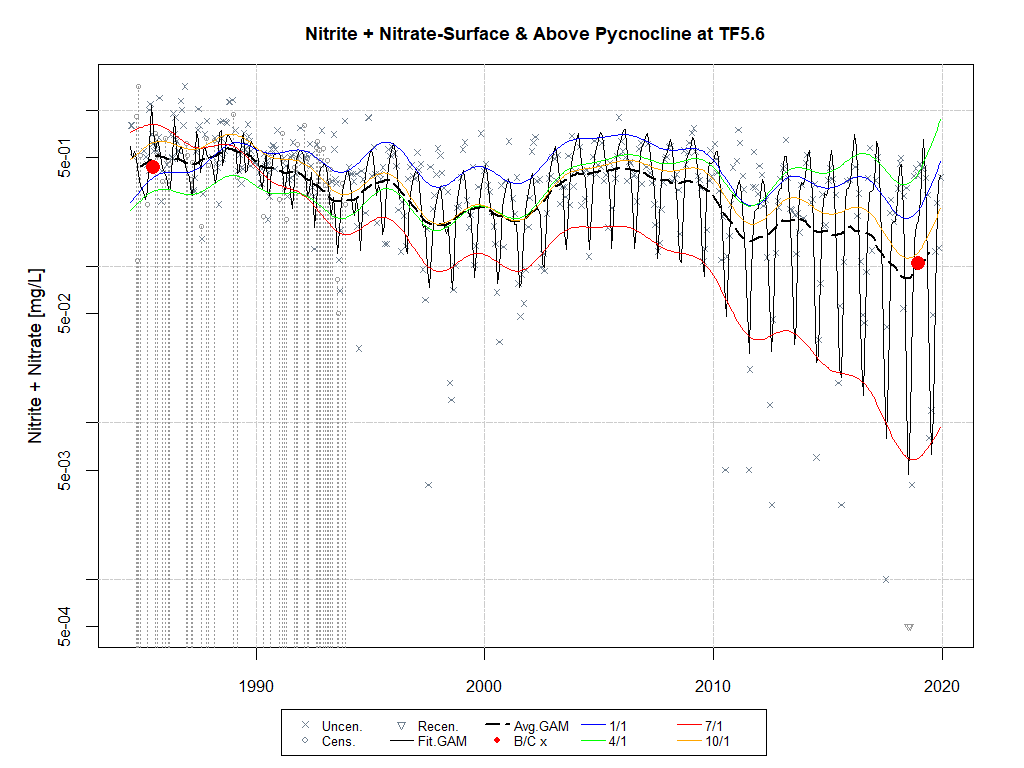 Nitrite + Nitrate-Surface & Above Pycnocline at TF5.6
Nitrite + Nitrate [mg/L]
5e-01
5e-02
5e-03
5e-04
1990 2000 2010 2020
Uncen. Recen. Avg.GAM 1/1 7/1
Cens. Fit.GAM B/C x 4/1 10/1